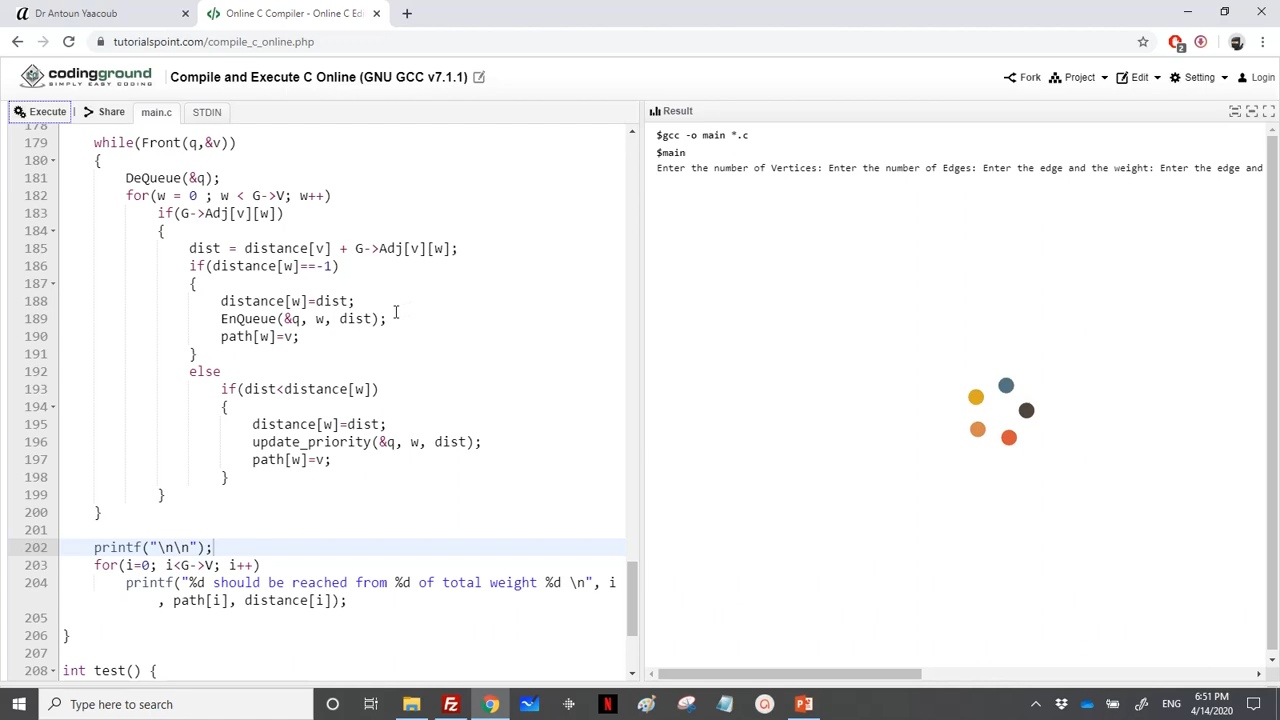 Dr Antoun Yaacoub
Online C Compiler - Online C Edi
tutorialspoint.com/compile_c_online.php
2
codingground
SIMPLY EASY CODING
Compile and Execute C Online (GNU GCC v7.1.1)
Fork
Project
Edit
Setting
Login
Execute
Share
main.c
STDIN
Result
178
179 while(Front(q,&v))
180 {
181 DeQueue(&q);
182 for(w = 0 ; w < G->V; w++)
183 if(G->Adj[v][w])
184 {
185 dist = distance[v] + G->Adj[v][w];
186 if(distance[w]==-1)
187 {
188 distance[w]=dist;
189 EnQueue(&q, w, dist);
190 path[w]=v;
191 }
192 else
193 if(dist<distance[w])
194 {
195 distance[w]=dist;
196 update_priority(&q, w, dist);
197 path[w]=v;
198 }
199 }
200 }
201
202 printf("\n\n");
203 for(i=0; i<G->V; i++)
204 printf("%d should be reached from %d of total weight %d \n", i
, path[i], distance[i]);
205
206 }
207
208 int test() {
$gcc -o main *.c
$main
Enter the number of Vertices: Enter the number of Edges: Enter the edge and the weight: Enter the edge and
Type here to search
ENG
6:51 PM
4/14/2020